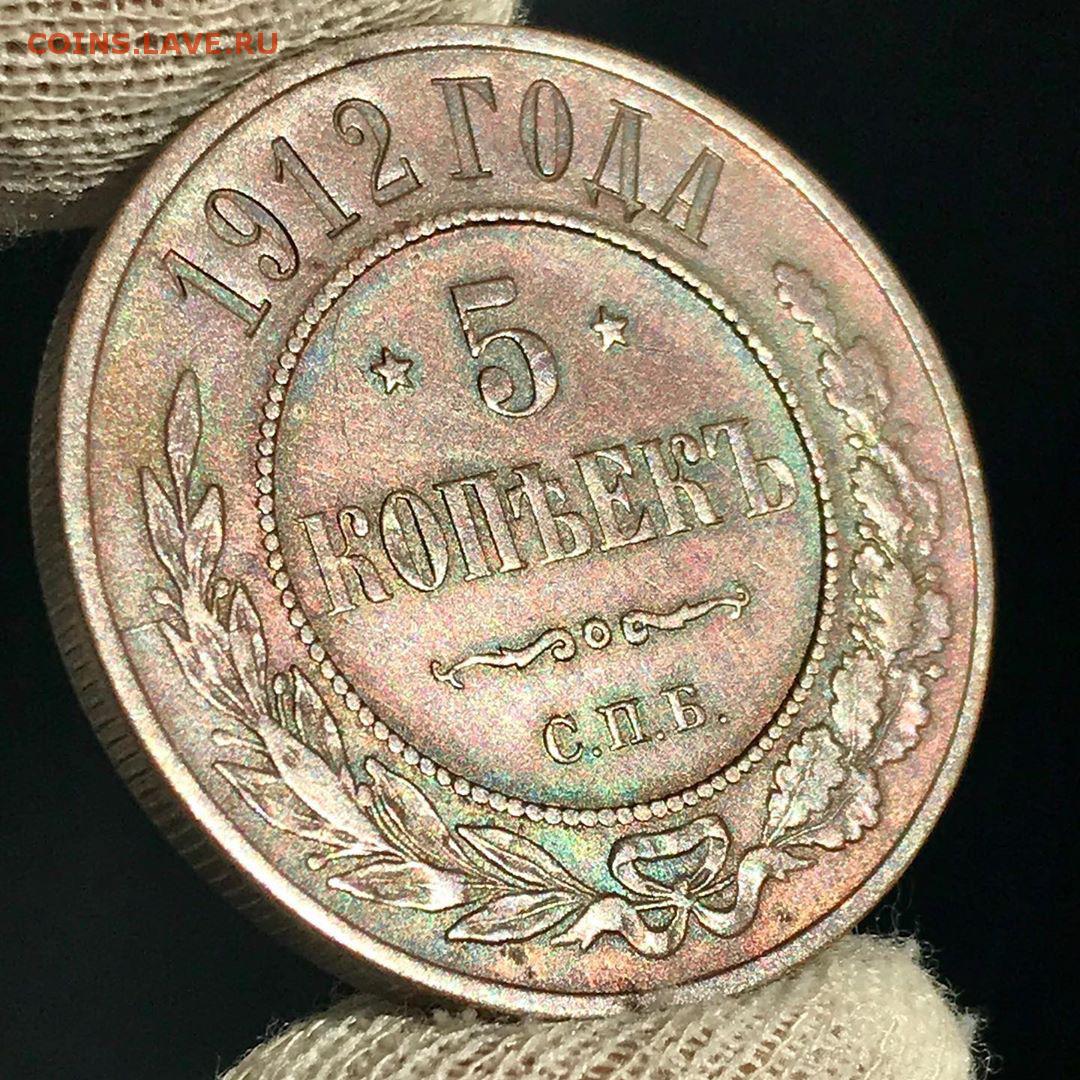 COINS.LAVE.RU
1912 ГОДА
5
КОПѢЕКЪ
С.П.Б.